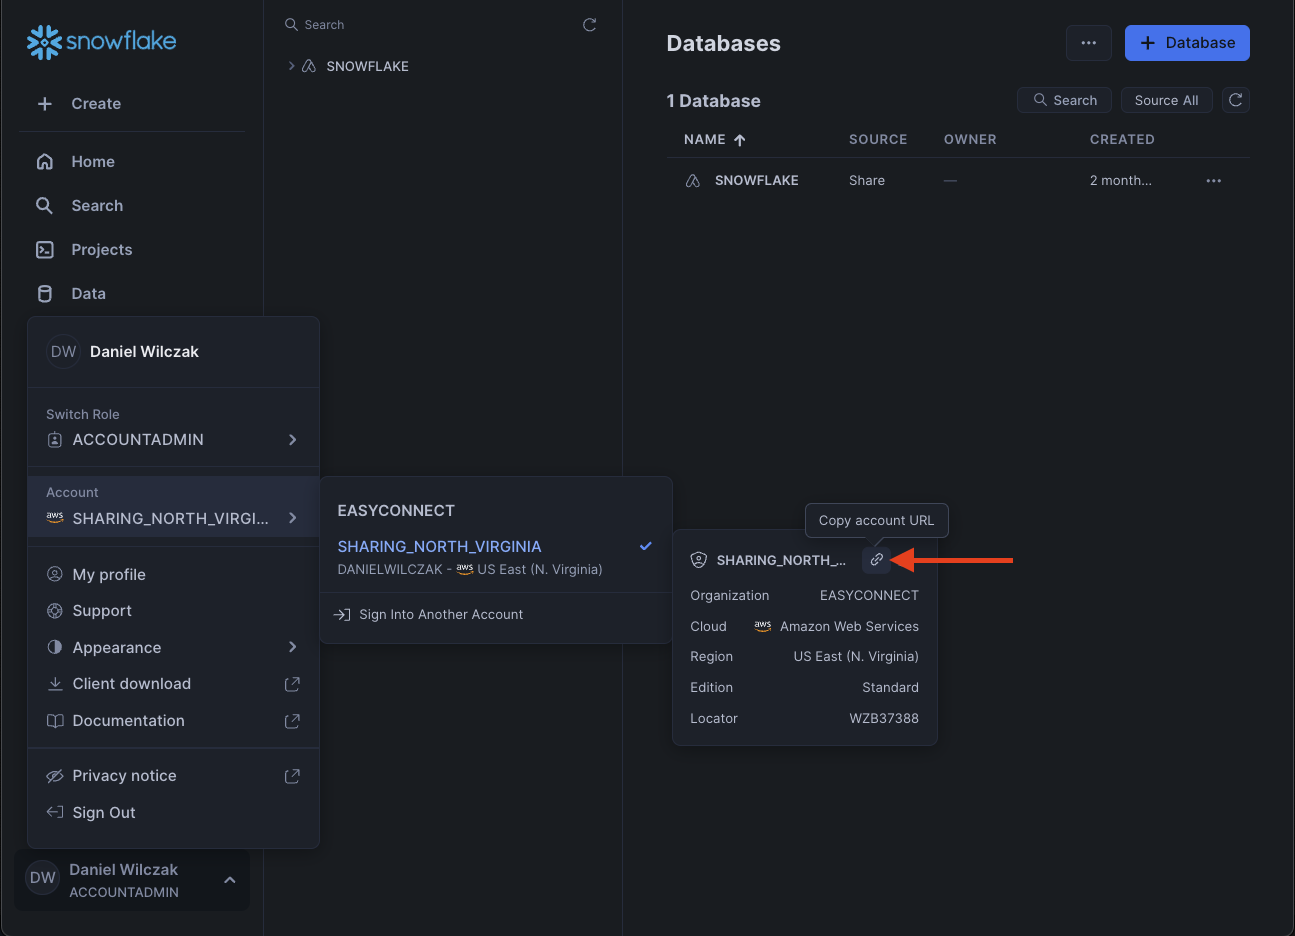 snowflake
Create
Home
Search
Projects
Data
DW Daniel Wilczak
Switch Role
ACCOUNTADMIN
Account
aws SHARING_NORTH_VIRGI...
My profile
Support
Appearance
Client download
Documentation
Privacy notice
Sign Out
DW Daniel Wilczak
ACCOUNTADMIN
Search
SNOWFLAKE
EASYCONNECT
SHARING_NORTH_VIRGINIA
DANIELWILCZAK - aws US East (N. Virginia)
Sign Into Another Account
Databases
... + Database
1 Database
Search Source All
NAME SOURCE OWNER CREATED
SNOWFLAKE Share — 2 month... ...
Copy account URL
SHARING_NORTH_...
Organization EASYCONNECT
Cloud aws Amazon Web Services
Region US East (N. Virginia)
Edition Standard
Locator WZB37388